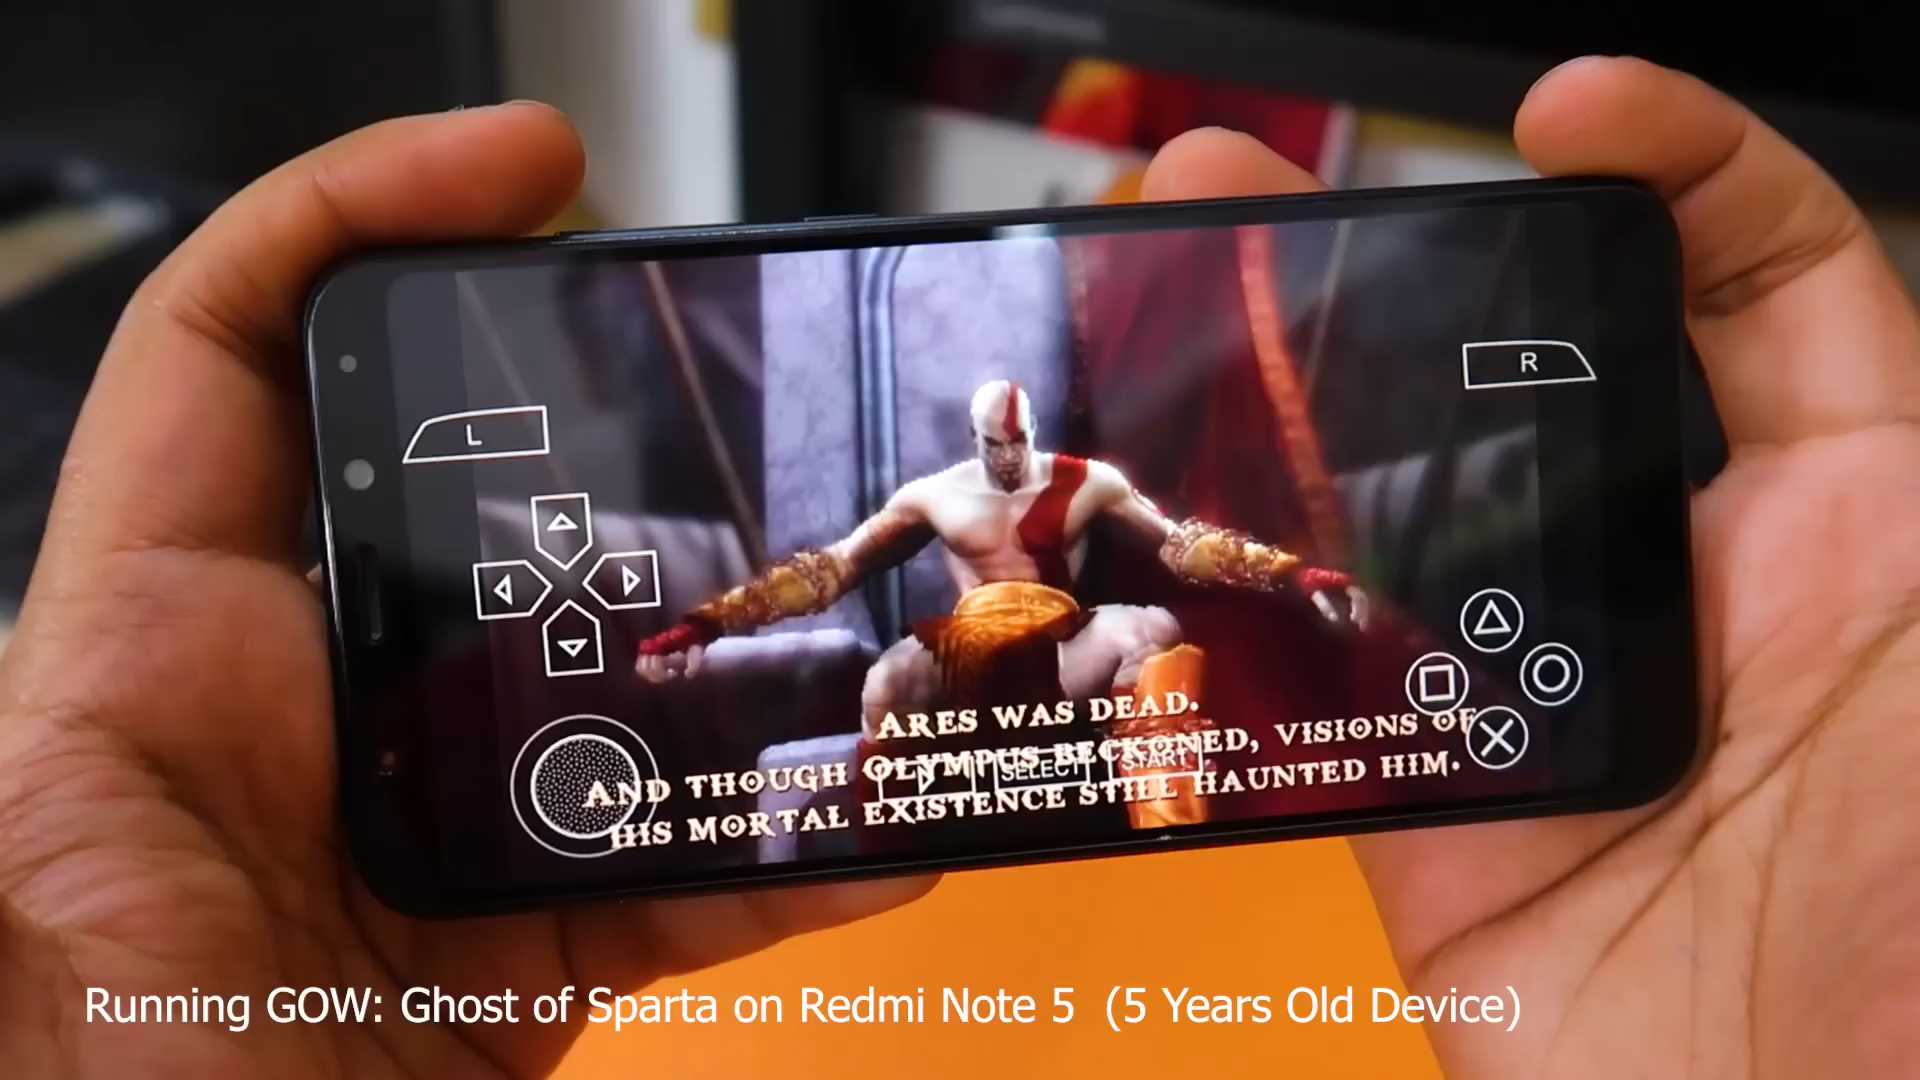 L
R
ARES WAS DEAD.
AND THOUGH OLYMPUS BECKONED, VISIONS OF
SELECT START
HIS MORTAL EXISTENCE STILL HAUNTED HIM.
Running GOW: Ghost of Sparta on Redmi Note 5 (5 Years Old Device)